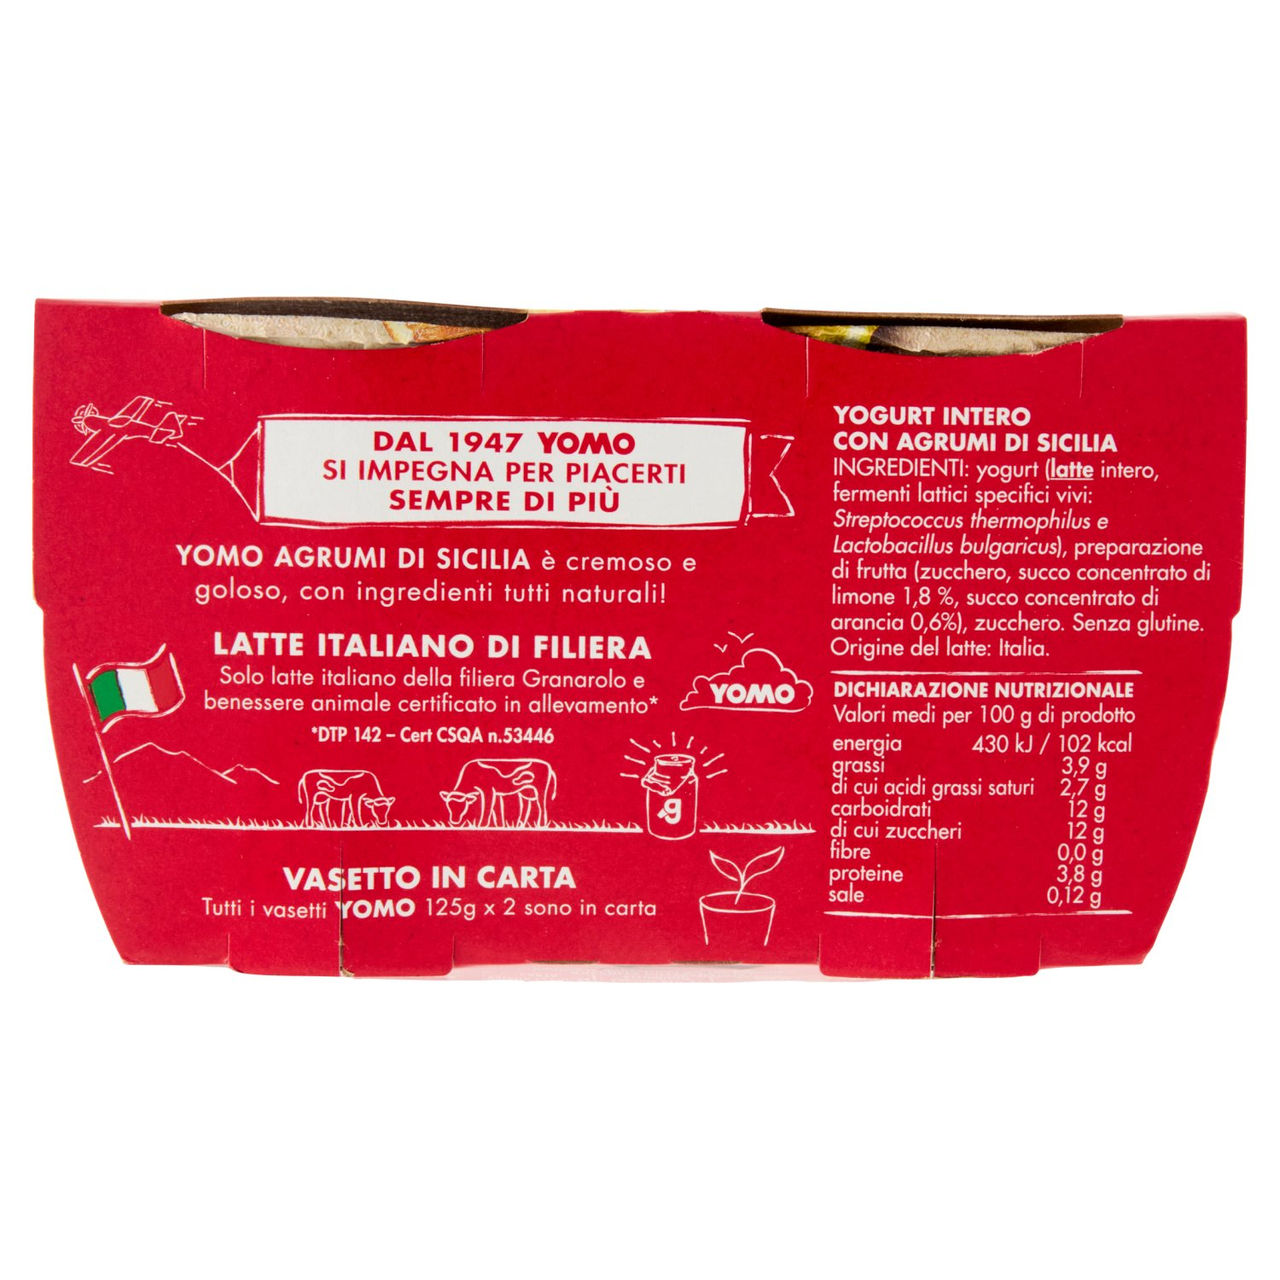 DAL 1947 YOMO
SI IMPEGNA PER PIACERTI
SEMPRE DI PIÙ
YOMO AGRUMI DI SICILIA è cremoso e
goloso, con ingredienti tutti naturali!
LATTE ITALIANO DI FILIERA
Solo latte italiano della filiera Granarolo e
benessere animale certificato in allevamento*
*DTP 142 – Cert CSQA n.53446
YOMO
g
VASETTO IN CARTA
Tutti i vasetti YOMO 125g x 2 sono in carta
YOGURT INTERO
CON AGRUMI DI SICILIA
INGREDIENTI: yogurt (latte intero,
fermenti lattici specifici vivi:
Streptococcus thermophilus e
Lactobacillus bulgaricus), preparazione
di frutta (zucchero, succo concentrato di
limone 1,8 %, succo concentrato di
arancia 0,6%), zucchero. Senza glutine.
Origine del latte: Italia.
DICHIARAZIONE NUTRIZIONALE
Valori medi per 100 g di prodotto
energia 430 kJ / 102 kcal
grassi 3,9 g
di cui acidi grassi saturi 2,7 g
carboidrati 12 g
di cui zuccheri 12 g
fibre 0,0 g
proteine 3,8 g
sale 0,12 g